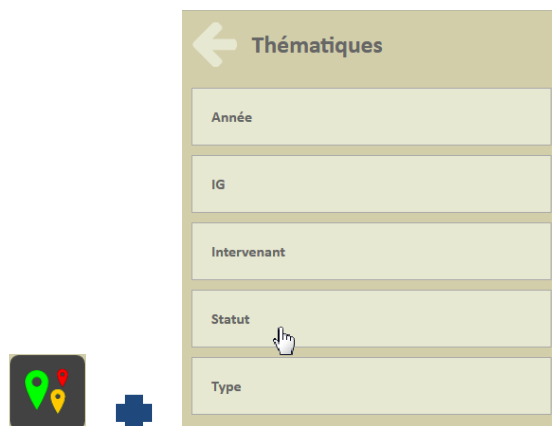 Thématiques
Année
IG
Intervenant
Statut
Type